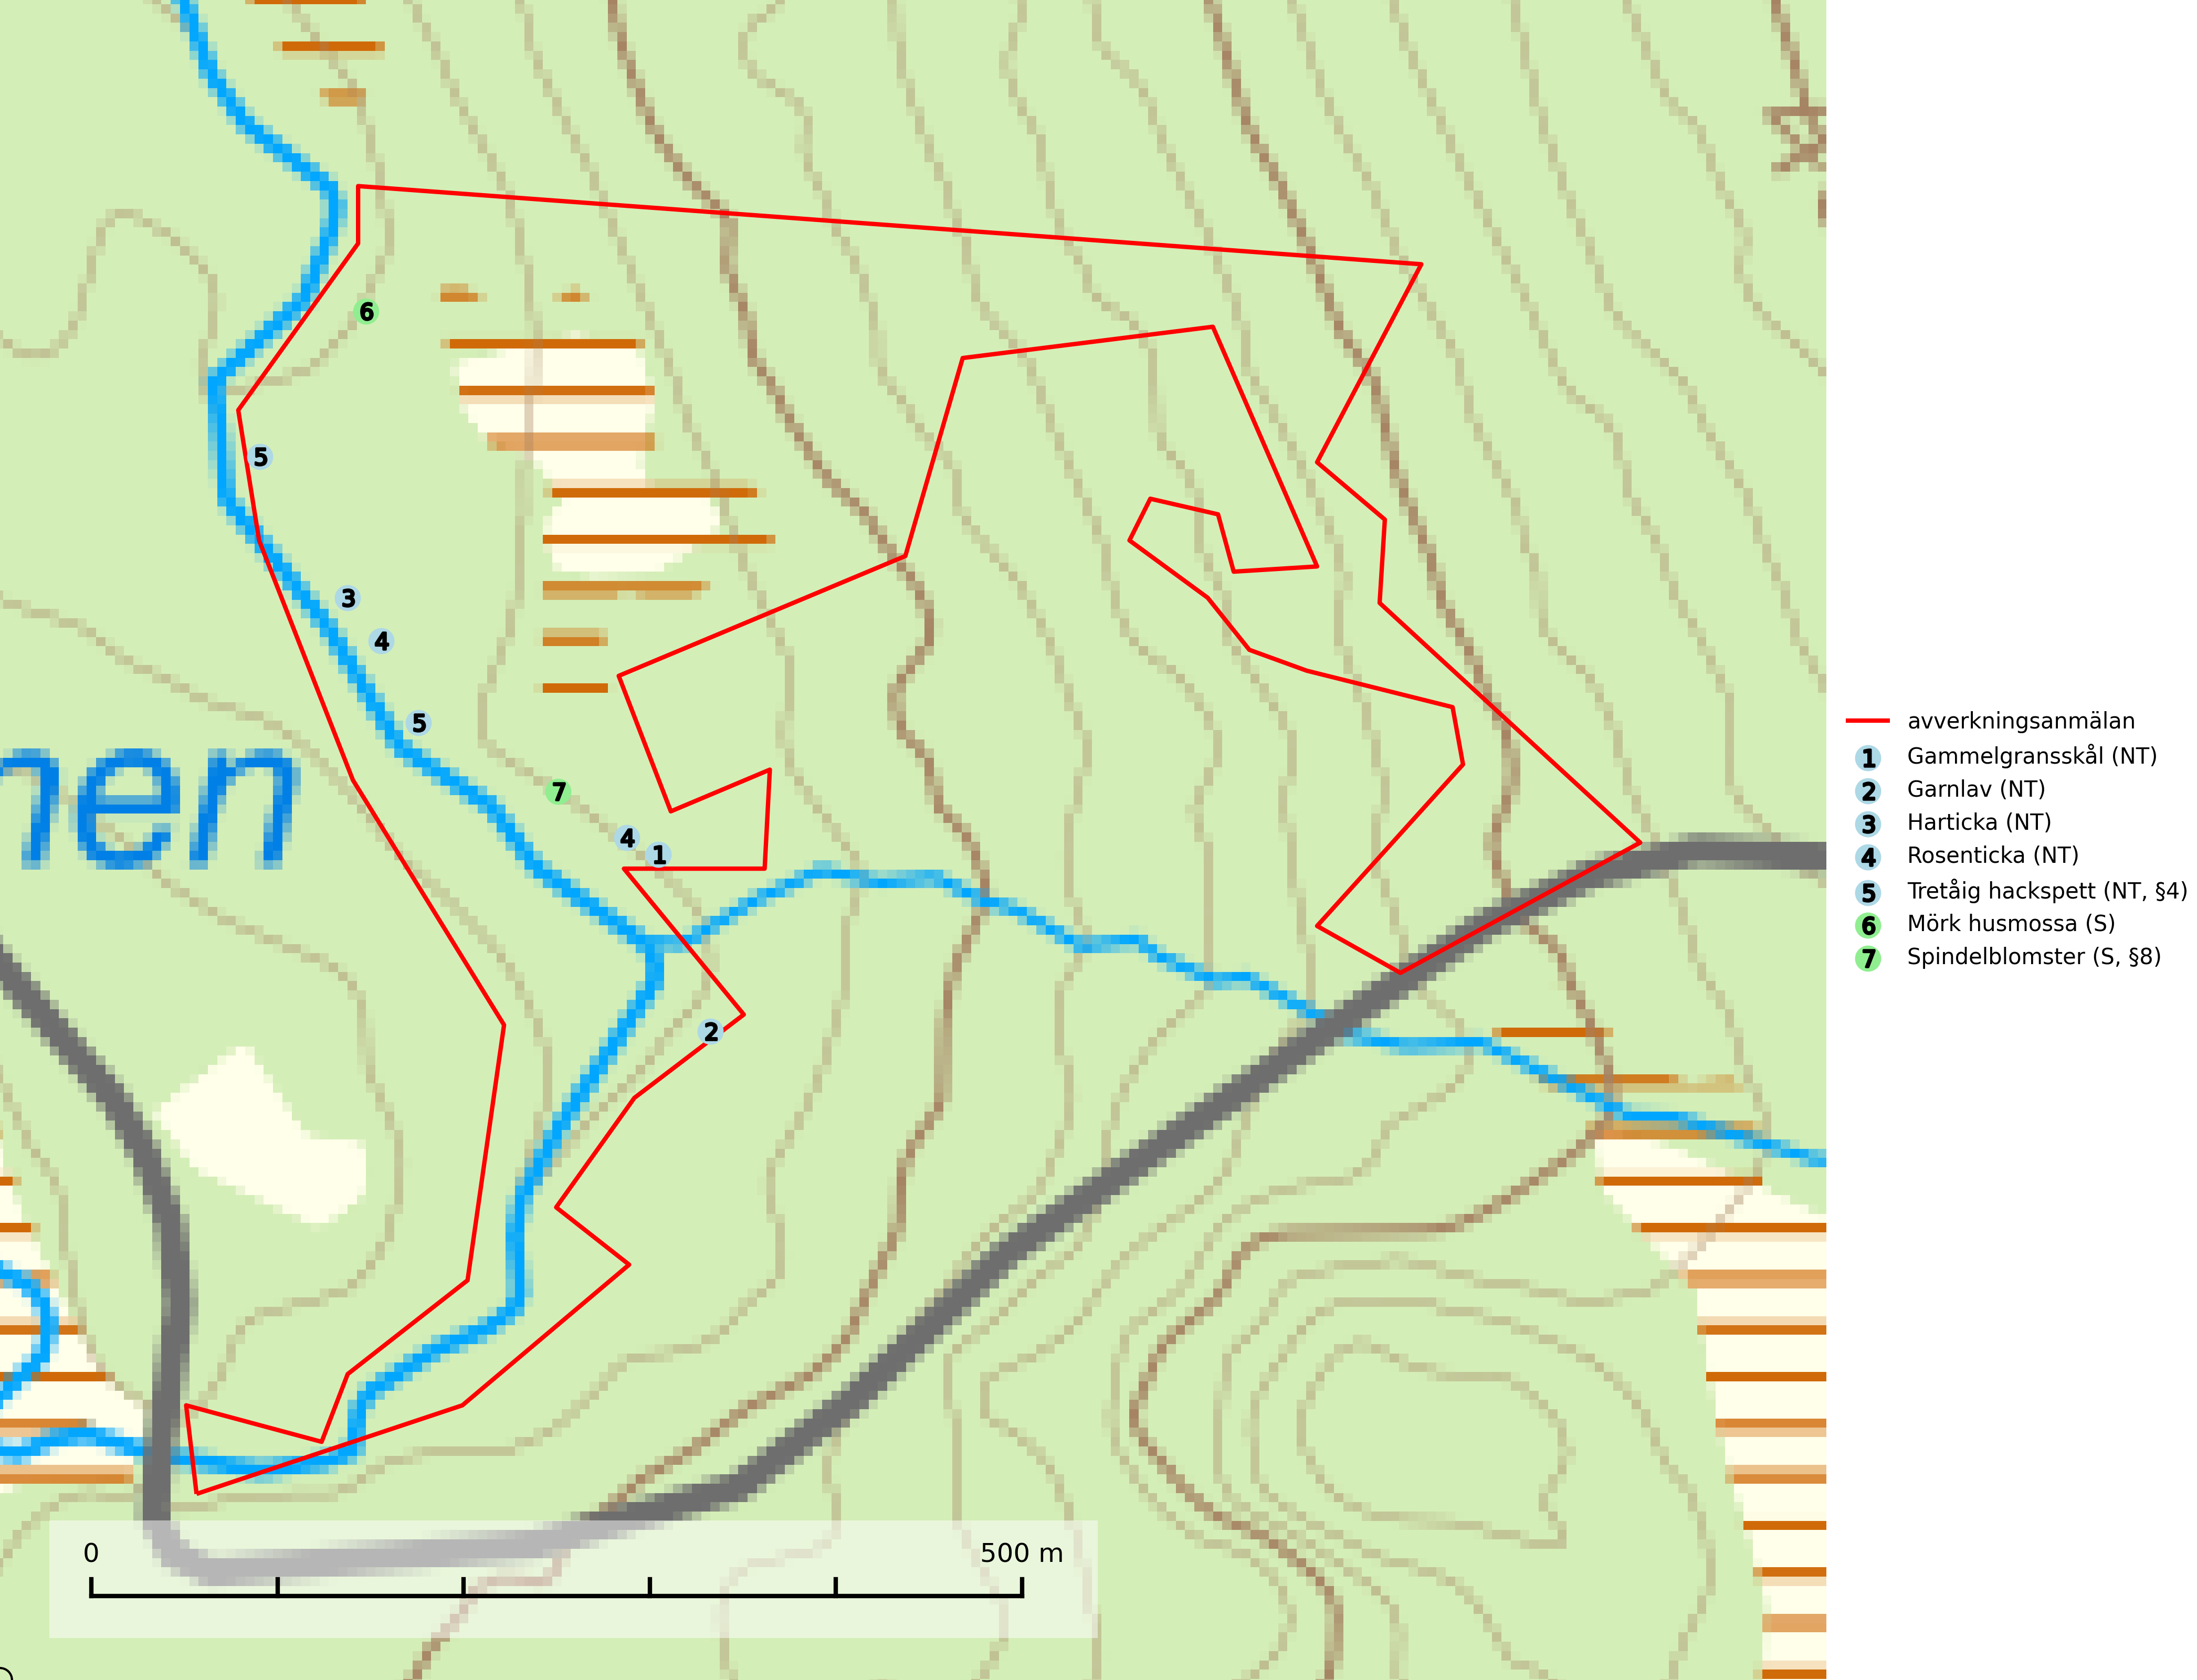 6
5
3
4
5
nen
7
4
1
2
avverkningsanmälan
1 Gammelgransskål (NT)
2 Garnlav (NT)
3 Harticka (NT)
4 Rosenticka (NT)
5 Tretåig hackspett (NT, §4)
6 Mörk husmossa (S)
7 Spindelblomster (S, §8)
0 500 m